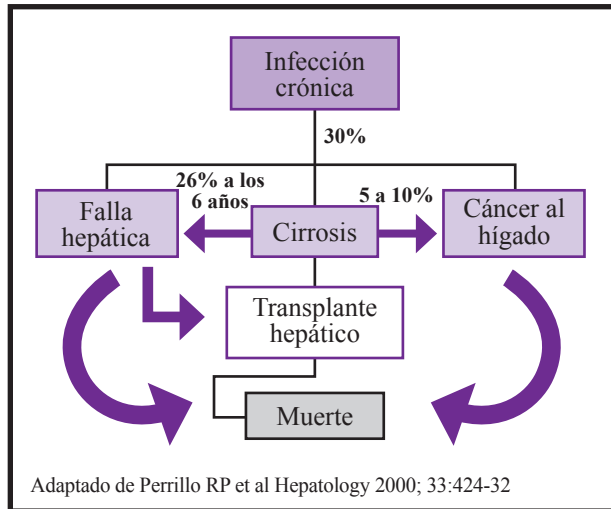 Infección
crónica
30%
26% a los
6 años
5 a 10%
Falla
hepática
Cirrosis
Cáncer al
hígado
Transplante
hepático
Muerte
Adaptado de Perrillo RP et al Hepatology 2000; 33:424-32